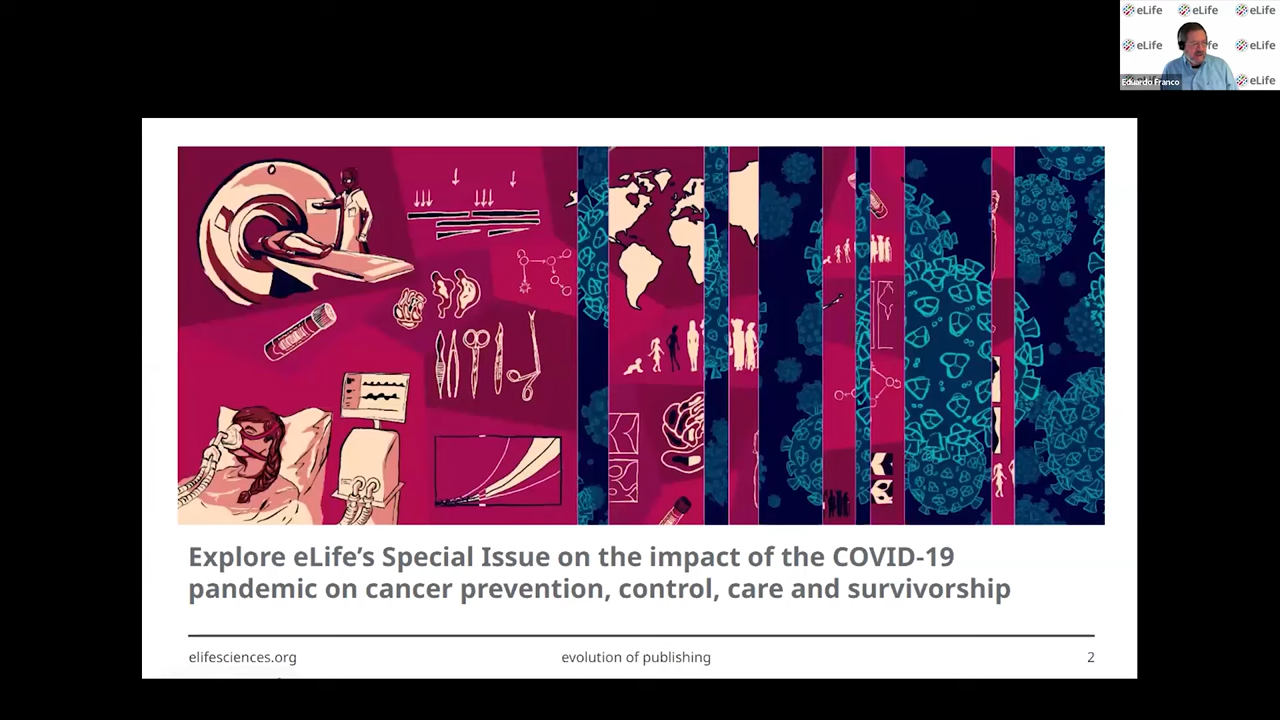 eLife eLife eLife
eLife fe eLife
Eduardo Franco eLife
Explore eLife’s Special Issue on the impact of the COVID-19
pandemic on cancer prevention, control, care and survivorship
elifesciences.org evolution of publishing 2